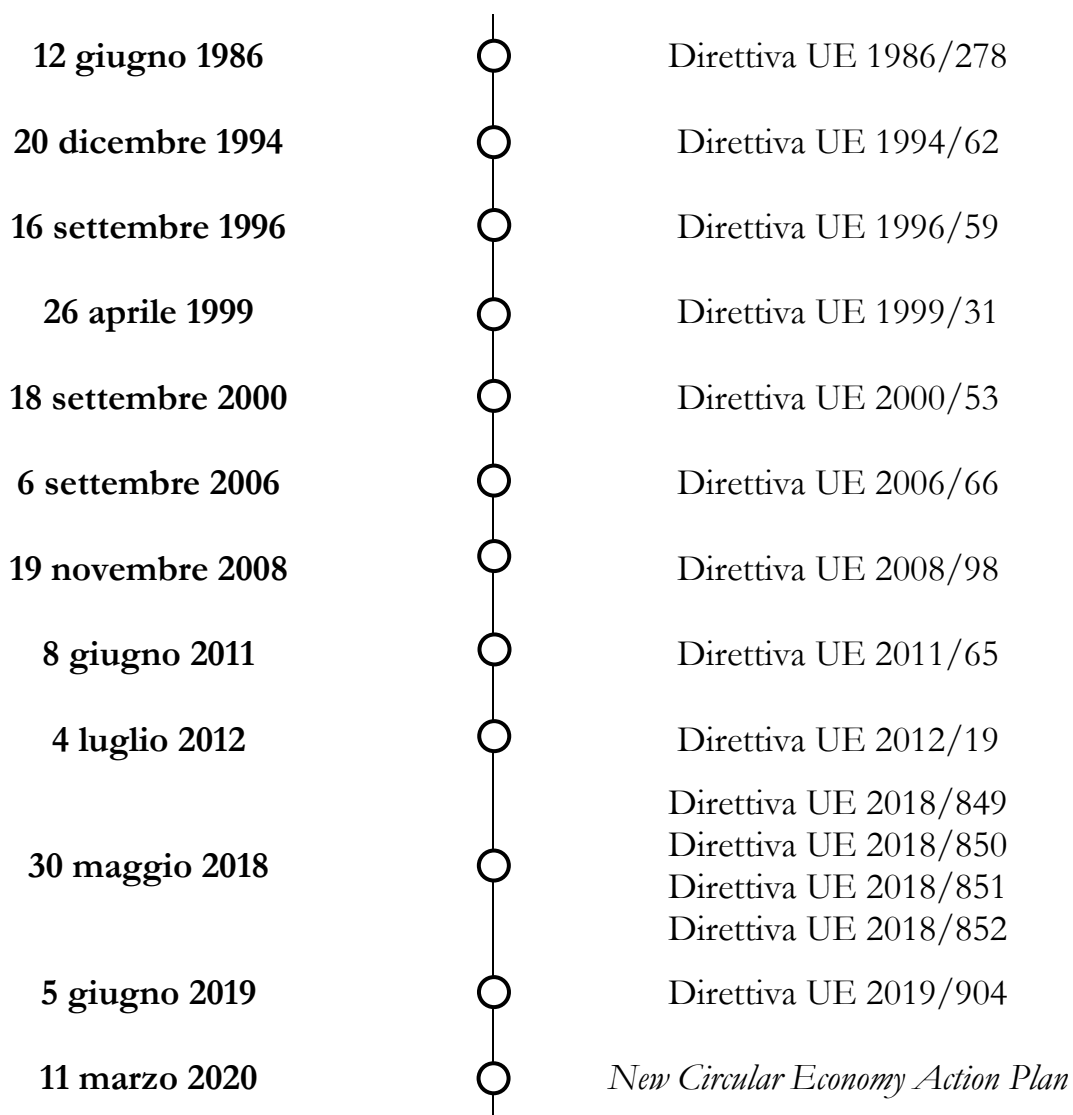 12 giugno 1986 Direttiva UE 1986/278
20 dicembre 1994 Direttiva UE 1994/62
16 settembre 1996 Direttiva UE 1996/59
26 aprile 1999 Direttiva UE 1999/31
18 settembre 2000 Direttiva UE 2000/53
6 settembre 2006 Direttiva UE 2006/66
19 novembre 2008 Direttiva UE 2008/98
8 giugno 2011 Direttiva UE 2011/65
4 luglio 2012 Direttiva UE 2012/19
30 maggio 2018
Direttiva UE 2018/849
Direttiva UE 2018/850
Direttiva UE 2018/851
Direttiva UE 2018/852
5 giugno 2019 Direttiva UE 2019/904
11 marzo 2020 New Circular Economy Action Plan